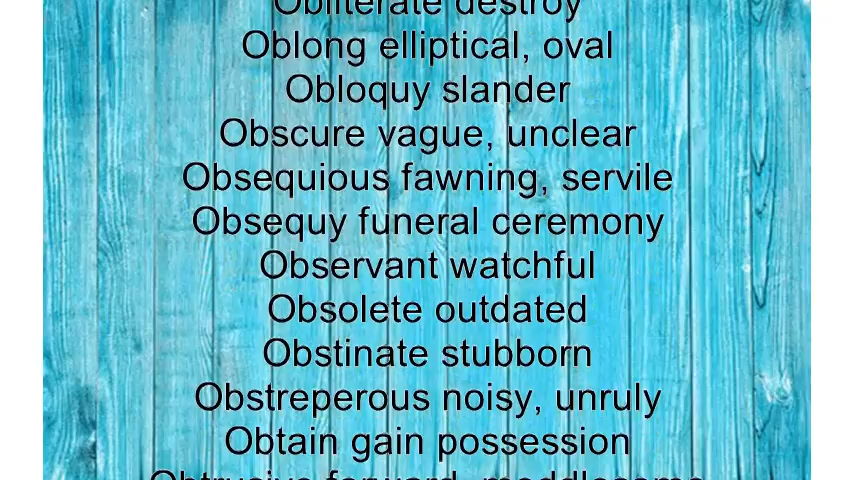 Obliterate destroy
Oblong elliptical, oval
Obloquy slander
Obscure vague, unclear
Obsequious fawning, servile
Obsequy funeral ceremony
Observant watchful
Obsolete outdated
Obstinate stubborn
Obstreperous noisy, unruly
Obtain gain possession
Obtrusive forward, meddlesome